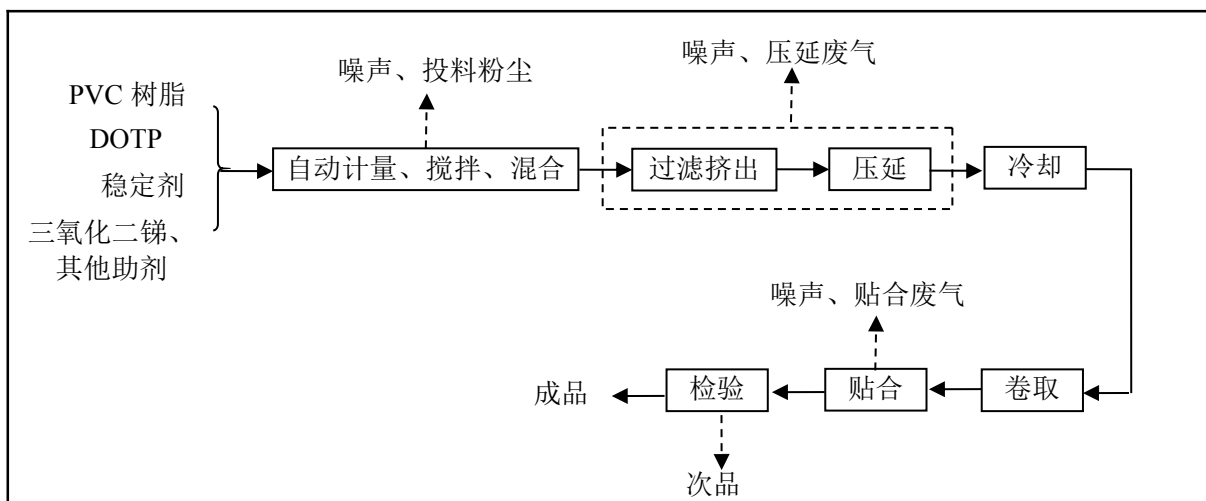 噪声、投料粉尘
噪声、压延废气
PVC 树脂
DOTP
稳定剂
三氧化二锑、
其他助剂
自动计量、搅拌、混合
过滤挤出
压延
冷却
噪声、贴合废气
成品
检验
贴合
卷取
次品